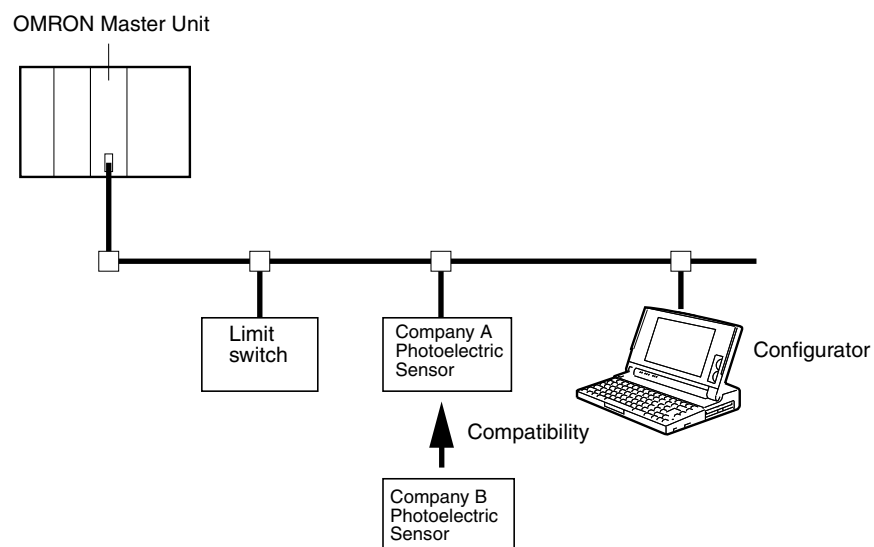 OMRON Master Unit
Limit
switch
Company A
Photoelectric
Sensor
Configurator
Compatibility
Company B
Photoelectric
Sensor